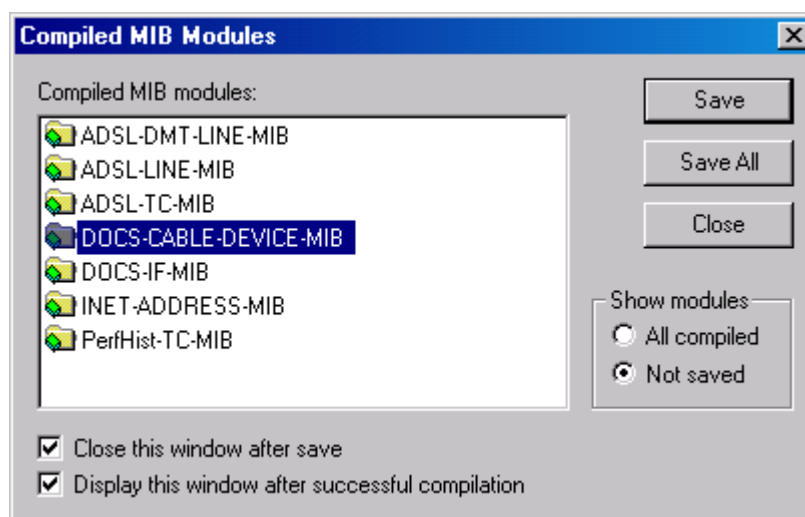 Compiled MIB Modules
Compiled MIB modules:
ADSL-DMT-LINE-MIB
ADSL-LINE-MIB
ADSL-TC-MIB
DOCS-CABLE-DEVICE-MIB
DOCS-IF-MIB
INET-ADDRESS-MIB
PerfHist-TC-MIB
Save
Save All
Close
Show modules
All compiled
Not saved
Close this window after save
Display this window after successful compilation